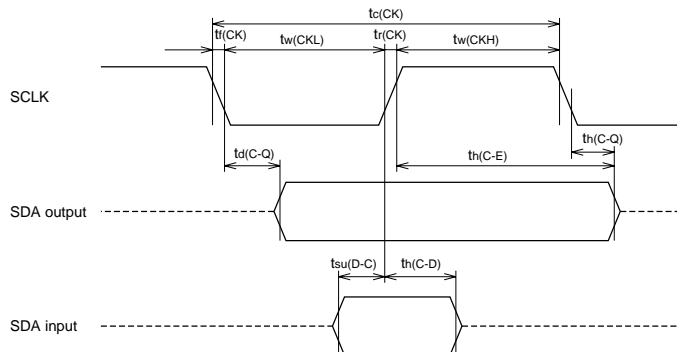 tc(CK)
tf(CK) tw(CKL) tr(CK) tw(CKH)
SCLK
th(C-Q)
td(C-Q) th(C-E)
SDA output
tsu(D-C) th(C-D)
SDA input